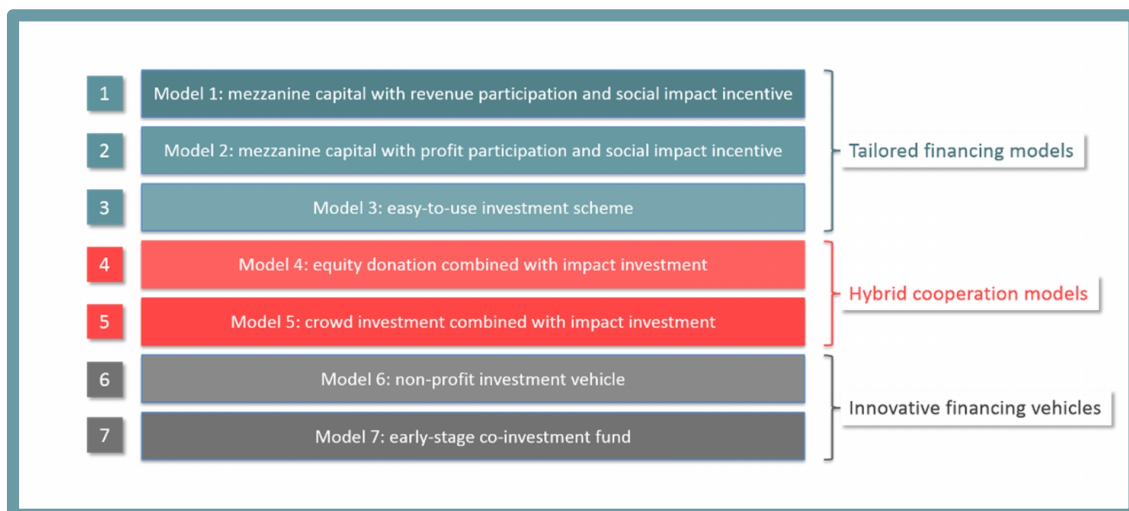 1
Model 1: mezzanine capital with revenue participation and social impact incentive
2
Model 2: mezzanine capital with profit participation and social impact incentive
Tailored financing models
3
Model 3: easy-to-use investment scheme
4
Model 4: equity donation combined with impact investment
Hybrid cooperation models
5
Model 5: crowd investment combined with impact investment
6
Model 6: non-profit investment vehicle
Innovative financing vehicles
7
Model 7: early-stage co-investment fund